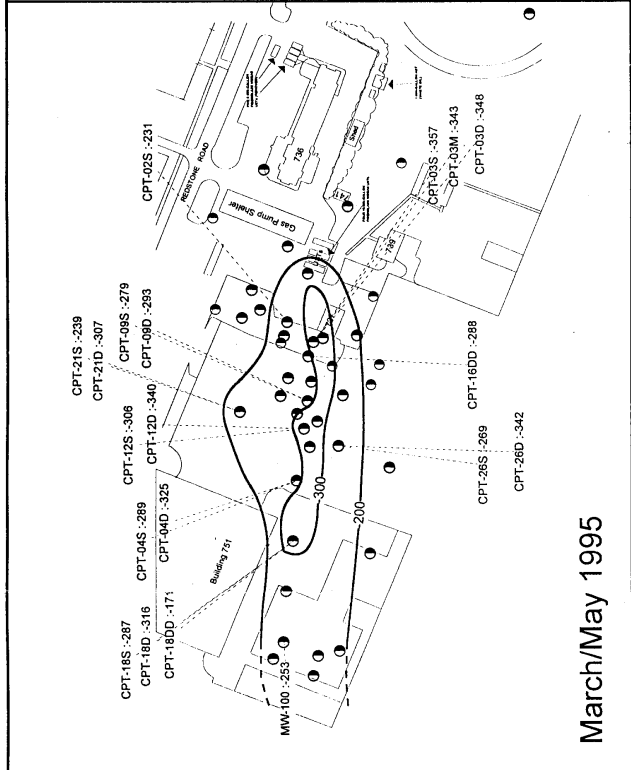 CPT-02S :-231
REDSTONE ROAD
736
Gas Pump Shelter
Shed
CPT-03S :-357
CPT-03M :-343
CPT-03D :-348
789
CPT-21S :-239
CPT-21D :-307
CPT-09S :-279
CPT-09D :-293
CPT-12S :-306
CPT-12D :-340
CPT-16DD :-288
CPT-04S :-289
CPT-04D :-325
CPT-26S :-269
CPT-26D :-342
Building 751
-300
-200
CPT-18S :-287
CPT-18D :-316
CPT-18DD :-171
MW-100 :-253
March/May 1995